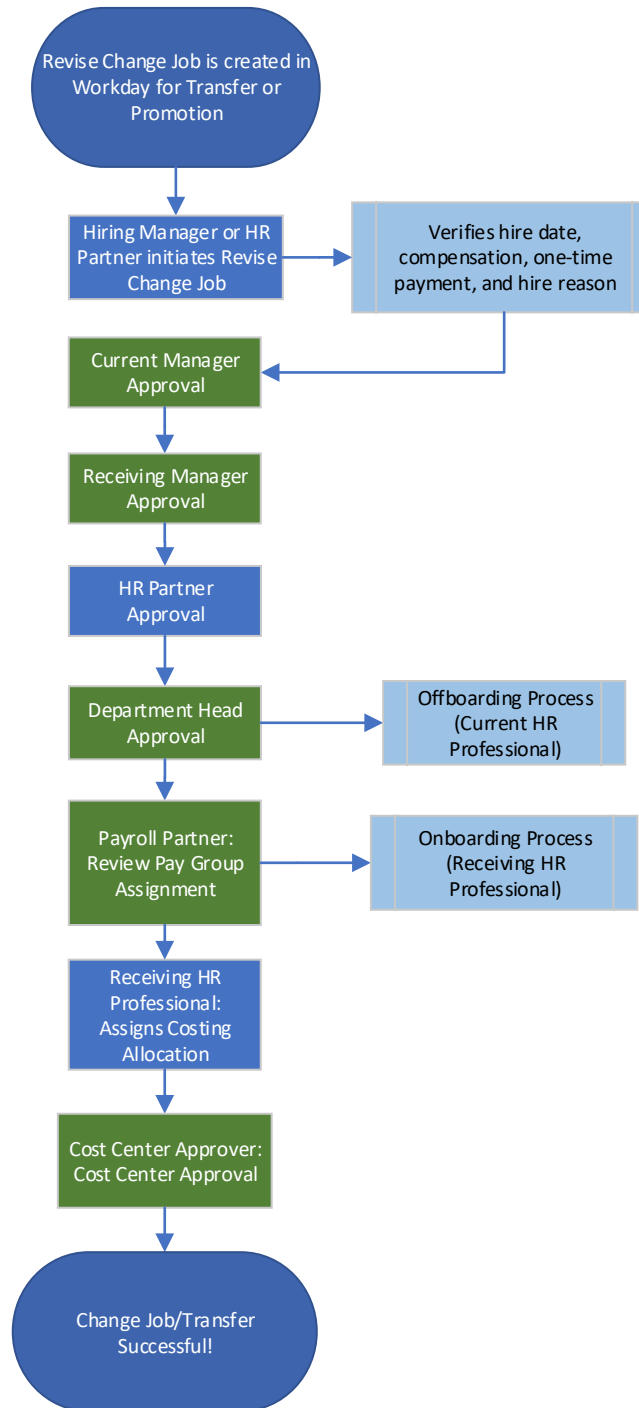 Revise Change Job is created in
Workday for Transfer or
Promotion
Hiring Manager or HR
Partner initiates Revise
Change Job
Verifies hire date,
compensation, one-time
payment, and hire reason
Current Manager
Approval
Receiving Manager
Approval
HR Partner
Approval
Department Head
Approval
Offboarding Process
(Current HR
Professional)
Payroll Partner:
Review Pay Group
Assignment
Onboarding Process
(Receiving HR
Professional)
Receiving HR
Professional:
Assigns Costing
Allocation
Cost Center Approver:
Cost Center Approval
Change Job/Transfer
Successful!